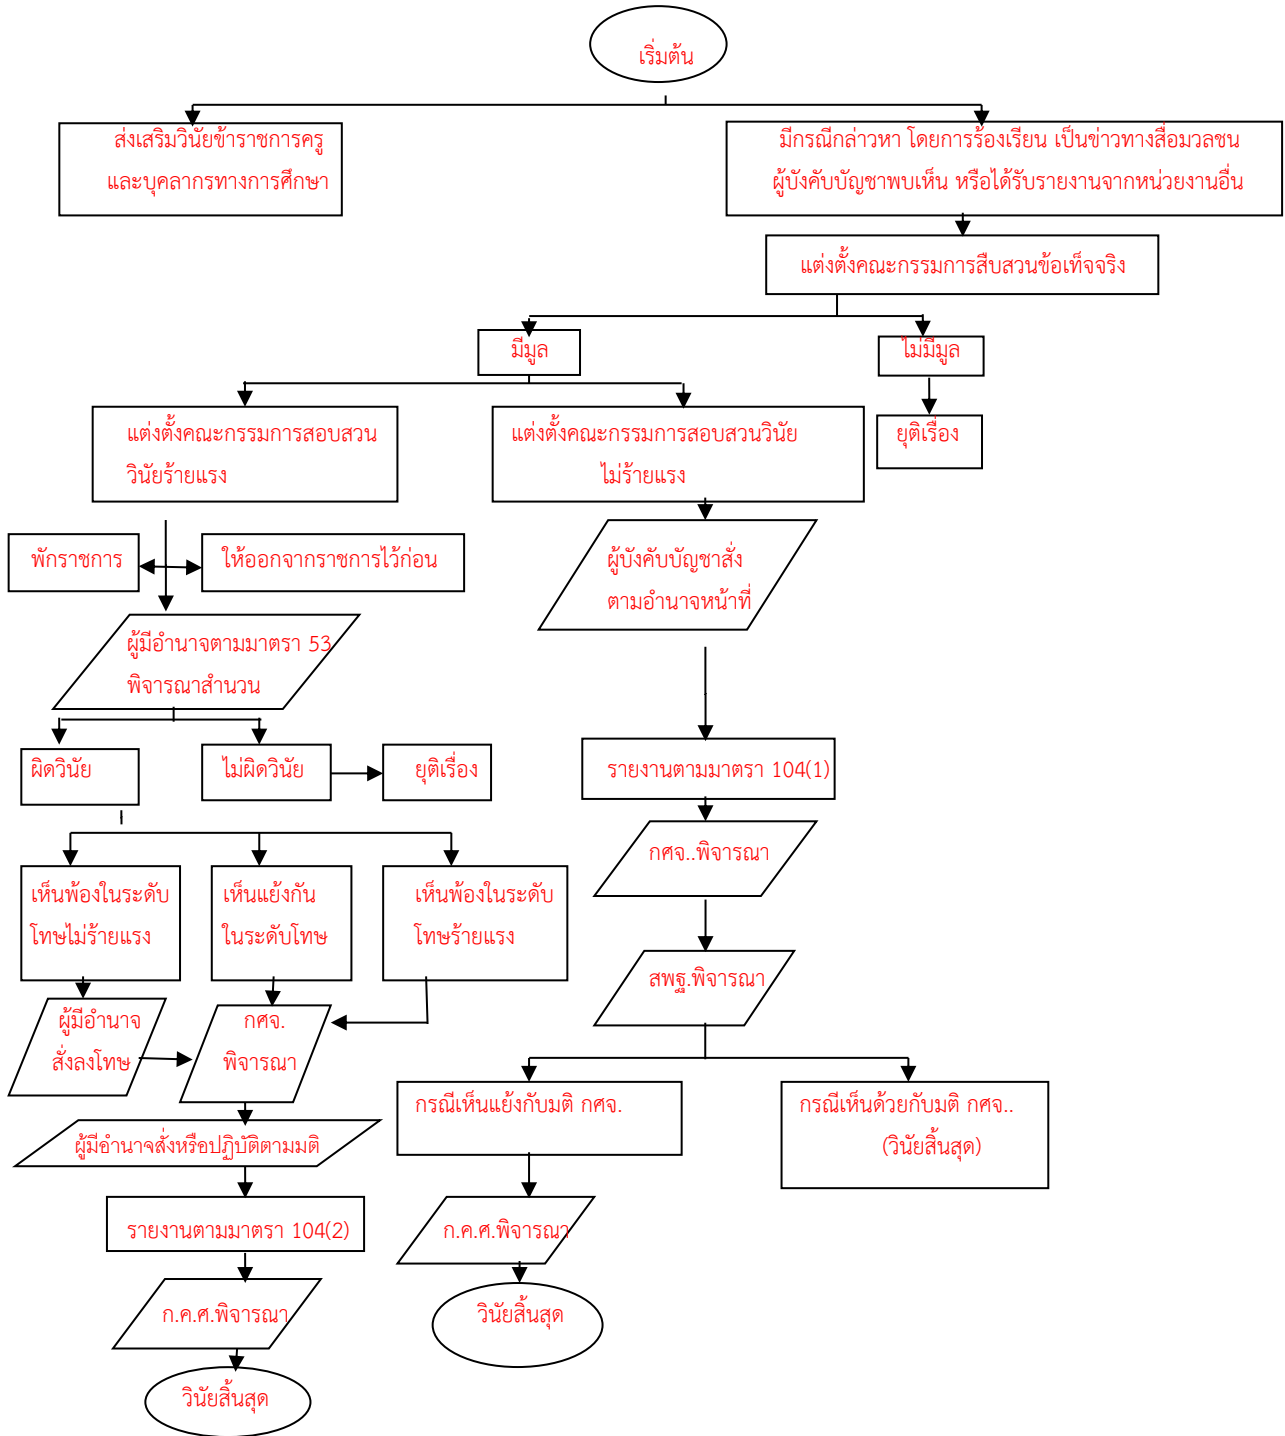 เริ่มต้น
ส่งเสริมวินัยข้าราชการครู
และบุคลากรทางการศึกษา
มีกรณีกล่าวหา โดยการร้องเรียน เป็นข่าวทางสื่อมวลชน
ผู้บังคับบัญชาพบเห็น หรือได้รับรายงานจากหน่วยงานอื่น
แต่งตั้งคณะกรรมการสืบสวนข้อเท็จจริง
มีมูล
ไม่มีมูล
แต่งตั้งคณะกรรมการสอบสวน
วินัยร้ายแรง
แต่งตั้งคณะกรรมการสอบสวนวินัย
ไม่ร้ายแรง
ยุติเรื่อง
พักราชการ
ให้ออกจากราชการไว้ก่อน
ผู้บังคับบัญชาสั่ง
ตามอำนาจหน้าที่
ผู้มีอำนาจตามมาตรา 53
พิจารณาสำนวน
ผิดวินัย
ไม่ผิดวินัย
ยุติเรื่อง
รายงานตามมาตรา 104(1)
กศจ..พิจารณา
เห็นพ้องในระดับ
โทษไม่ร้ายแรง
เห็นแย้งกัน
ในระดับโทษ
เห็นพ้องในระดับ
โทษร้ายแรง
สพฐ.พิจารณา
ผู้มีอำนาจ
สั่งลงโทษ
กศจ.
พิจารณา
กรณีเห็นแย้งกับมติ กศจ.
กรณีเห็นด้วยกับมติ กศจ..
(วินัยสิ้นสุด)
ผู้มีอำนาจสั่งหรือปฏิบัติตามมติ
รายงานตามมาตรา 104(2)
ก.ค.ศ.พิจารณา
ก.ค.ศ.พิจารณา
วินัยสิ้นสุด
วินัยสิ้นสุด